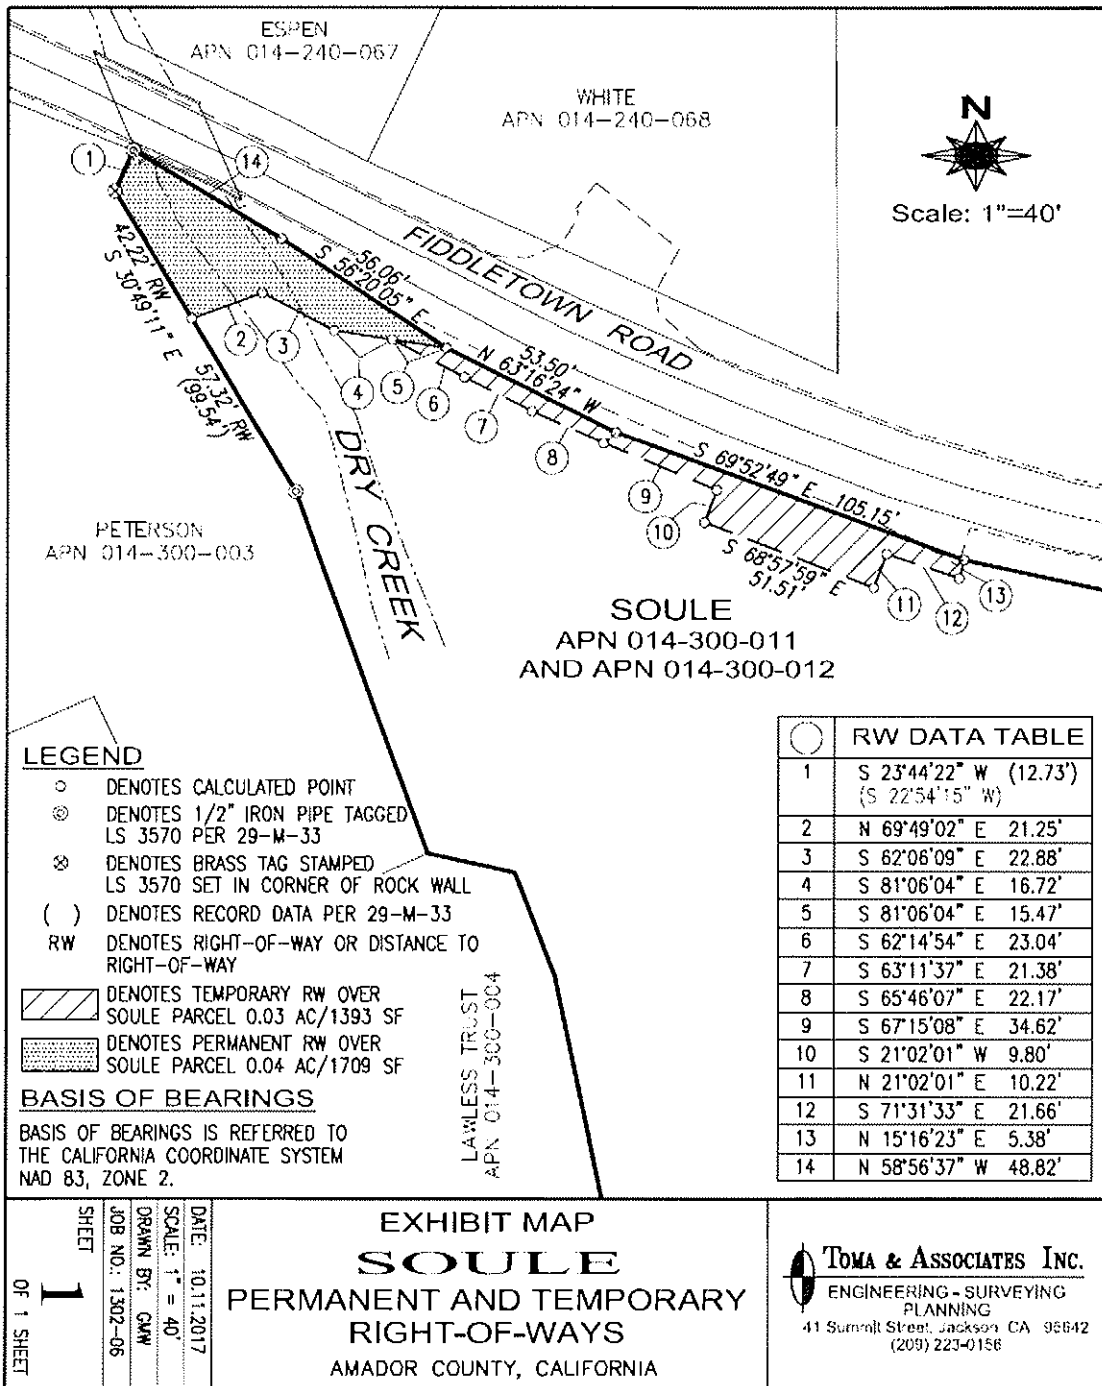 ESPEN
APN 014-240-067
WHITE
APN 014-240-068
N
Scale: 1"=40'
1
14
42.22' RW
S 30°49'11" E
57.32' RW
(99.54')
56.06'
S 56°20'05" E
FIDDLETOWN ROAD
53.50'
N 63°16'24" W
S 69°52'49" E 105.15'
S 68°57'59" E
51.51'
2
3
4
5
6
7
8
9
10
11
12
13
DRY CREEK
PETERSON
APN 014-300-003
SOULE
APN 014-300-011
AND APN 014-300-012
LEGEND
DENOTES CALCULATED POINT
DENOTES 1/2" IRON PIPE TAGGED
LS 3570 PER 29-M-33
DENOTES BRASS TAG STAMPED
LS 3570 SET IN CORNER OF ROCK WALL
( ) DENOTES RECORD DATA PER 29-M-33
RW DENOTES RIGHT-OF-WAY OR DISTANCE TO
RIGHT-OF-WAY
DENOTES TEMPORARY RW OVER
SOULE PARCEL 0.03 AC/1393 SF
DENOTES PERMANENT RW OVER
SOULE PARCEL 0.04 AC/1709 SF
BASIS OF BEARINGS
BASIS OF BEARINGS IS REFERRED TO
THE CALIFORNIA COORDINATE SYSTEM
NAD 83, ZONE 2.
LAWLESS TRUST
APN 014-300-004
RW DATA TABLE
1 S 23°44'22" W (12.73')
(S 22°54'15" W)
2 N 69°49'02" E 21.25'
3 S 62°06'09" E 22.88'
4 S 81°06'04" E 16.72'
5 S 81°06'04" E 15.47'
6 S 62°14'54" E 23.04'
7 S 63°11'37" E 21.38'
8 S 65°46'07" E 22.17'
9 S 67°15'08" E 34.62'
10 S 21°02'01" W 9.80'
11 N 21°02'01" E 10.22'
12 S 71°31'33" E 21.66'
13 N 15°16'23" E 5.38'
14 N 58°56'37" W 48.82'
DATE: 10.11.2017
SCALE: 1" = 40'
DRAWN BY: GMW
JOB NO.: 1302-06
SHEET
1
OF 1 SHEET
EXHIBIT MAP
SOULE
PERMANENT AND TEMPORARY
RIGHT-OF-WAYS
AMADOR COUNTY, CALIFORNIA
TOMA & ASSOCIATES INC.
ENGINEERING - SURVEYING
PLANNING
41 Summit Street, Jackson CA 95642
(209) 223-0156